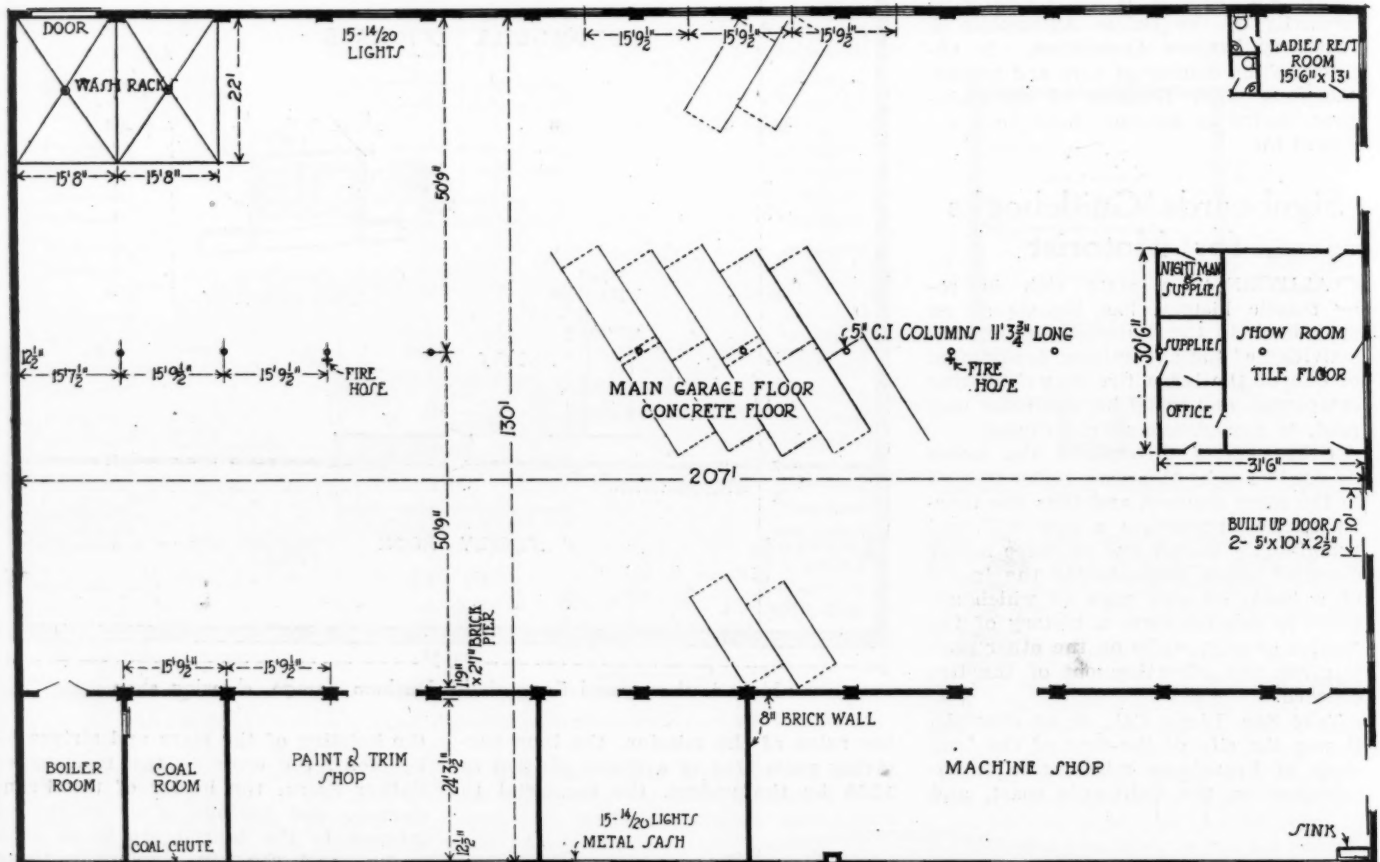 DOOR
WASH RACKS
22'
15'8"
15'8"
15-14/20
LIGHTS
50'9"
15'9½"
15'9½"
15'9½"
LADIES REST
ROOM
15'6" x 13'
12½"
15'7½"
15'9½"
15'9½"
FIRE
HOSE
130'
5" C.I COLUMNS 11'3¾" LONG
MAIN GARAGE FLOOR
CONCRETE FLOOR
FIRE
HOSE
30'6"
NIGHT MAN
&
SUPPLIES
SUPPLIES
OFFICE
SHOW ROOM
TILE FLOOR
207'
31'6"
BUILT UP DOORS
2- 5'x10'x2½"
10'
50'9"
19"
x 2'1" BRICK
PIER
15'9½"
15'9½"
8" BRICK WALL
BOILER
ROOM
COAL
ROOM
PAINT & TRIM
SHOP
24'3½"
MACHINE SHOP
15-14/20 LIGHTS
METAL SASH
12½"
COAL CHUTE
SINK